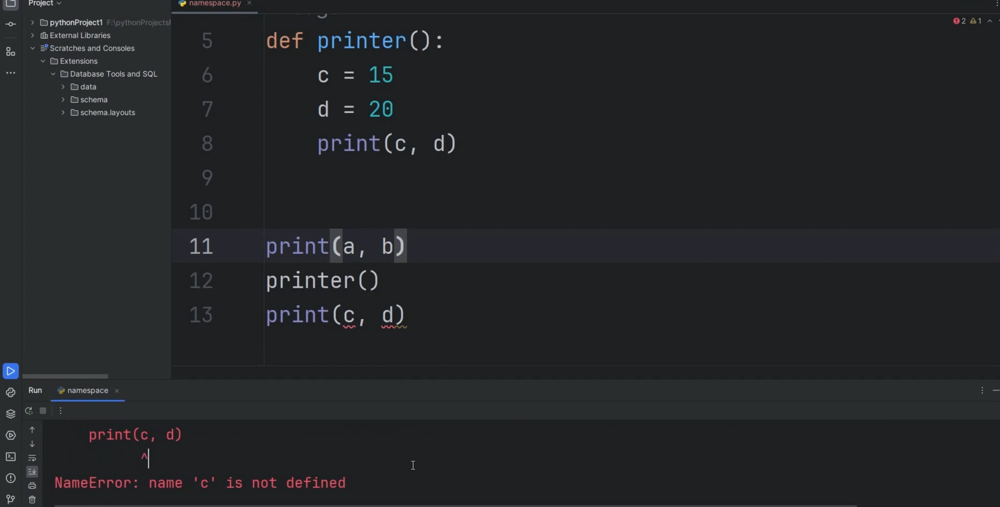 Project
namespace.py
pythonProject1 F:\pythonProjects
External Libraries
Scratches and Consoles
Extensions
Database Tools and SQL
data
schema
schema.layouts
2 1
5 def printer():
6 c = 15
7 d = 20
8 print(c, d)
9
10
11 print(a, b)
12 printer()
13 print(c, d)
Run namespace
print(c, d)
^
NameError: name 'c' is not defined